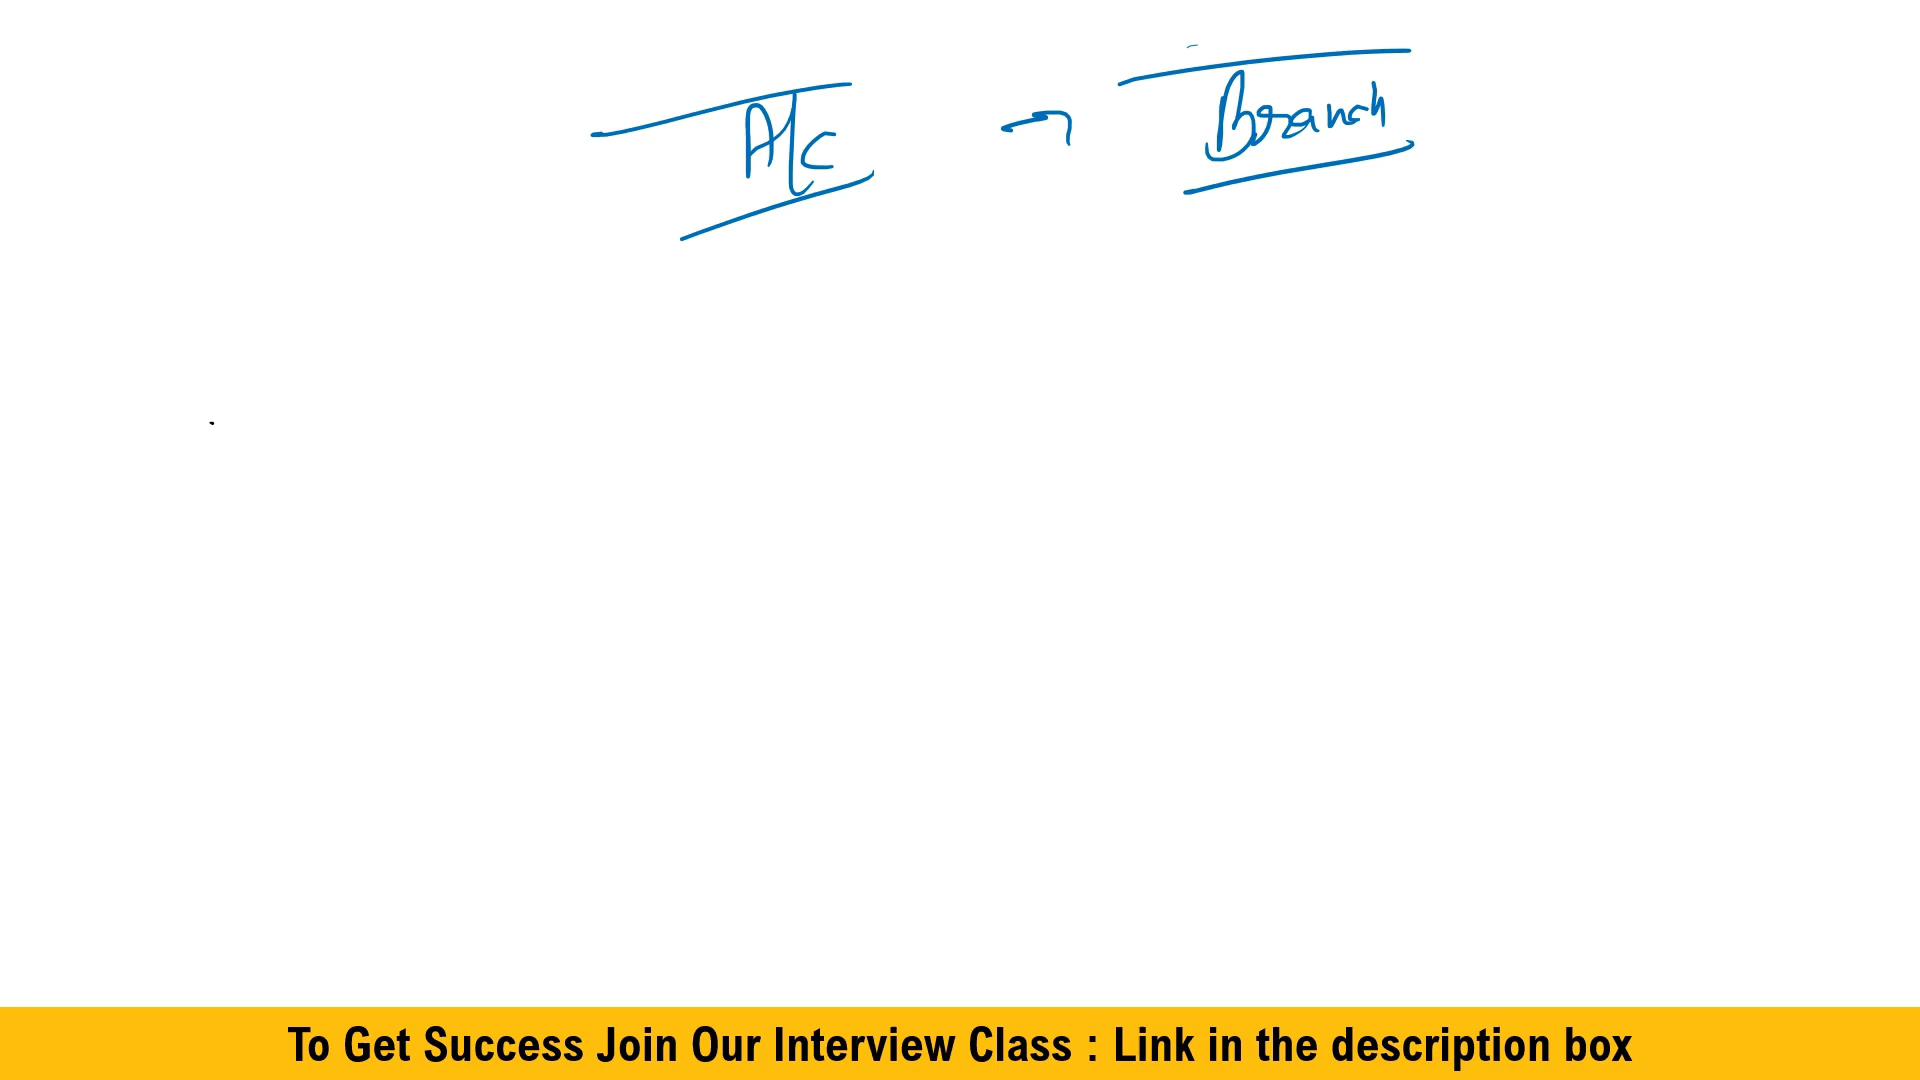 A/c → Branch
To Get Success Join Our Interview Class : Link in the description box